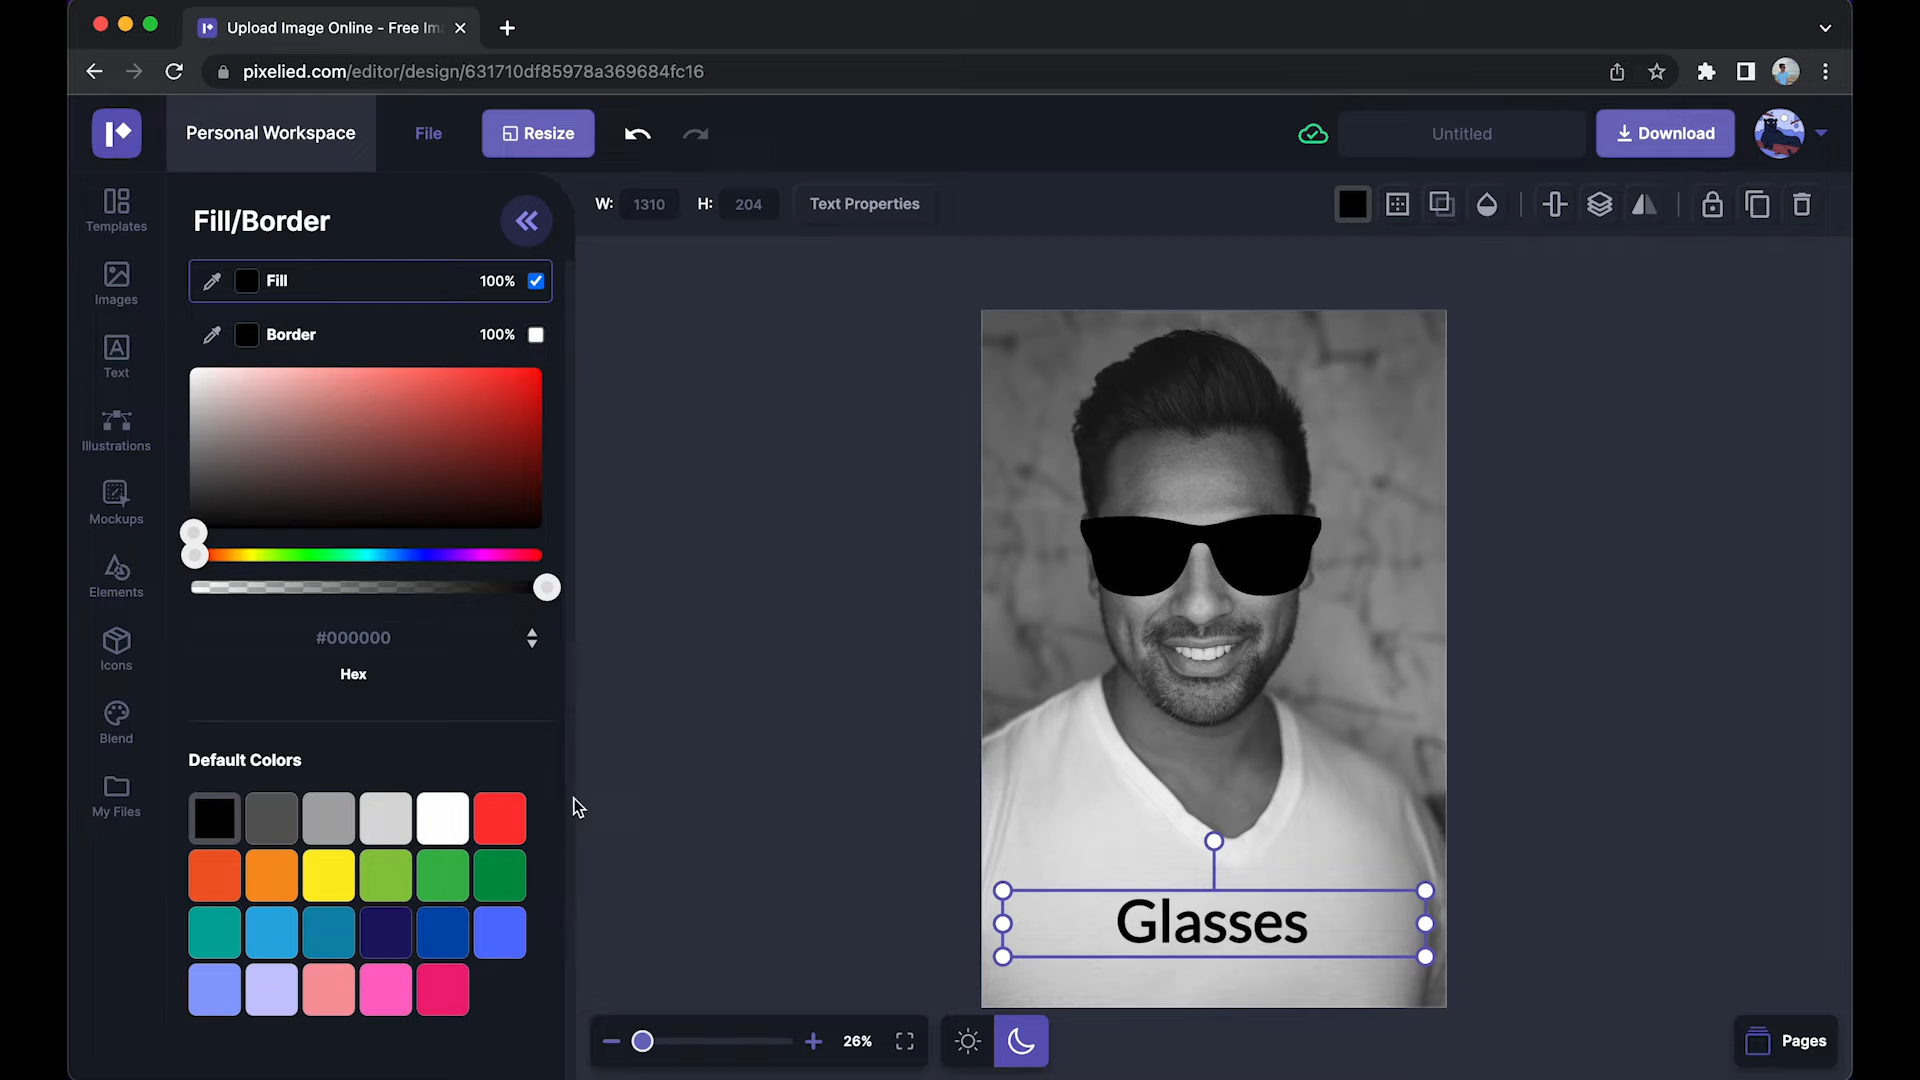 Upload Image Online - Free Im
pixelied.com/editor/design/631710df85978a369684fc16
Personal Workspace
File
Resize
Untitled
Download
Templates
Images
Text
Illustrations
Mockups
Elements
Icons
Blend
My Files
Fill/Border
Fill
100%
Border
100%
#000000
Hex
Default Colors
W: 1310
H: 204
Text Properties
Glasses
26%
Pages